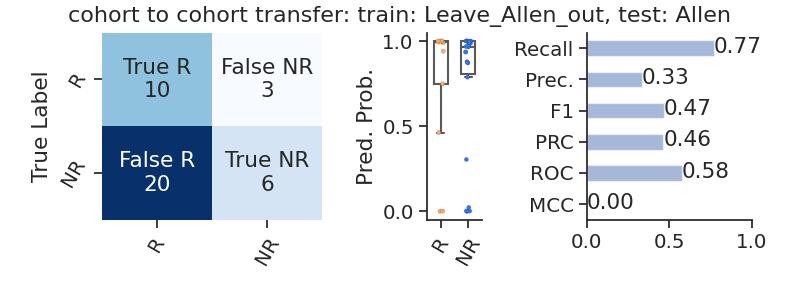 cohort to cohort transfer: train: Leave_Allen_out, test: Allen
True Label
R
NR
True R
10
False NR
3
False R
20
True NR
6
R
NR
Pred. Prob.
1.0
0.5
0.0
R
NR
Recall
0.77
Prec.
0.33
F1
0.47
PRC
0.46
ROC
0.58
MCC
0.00
0.0
0.5
1.0